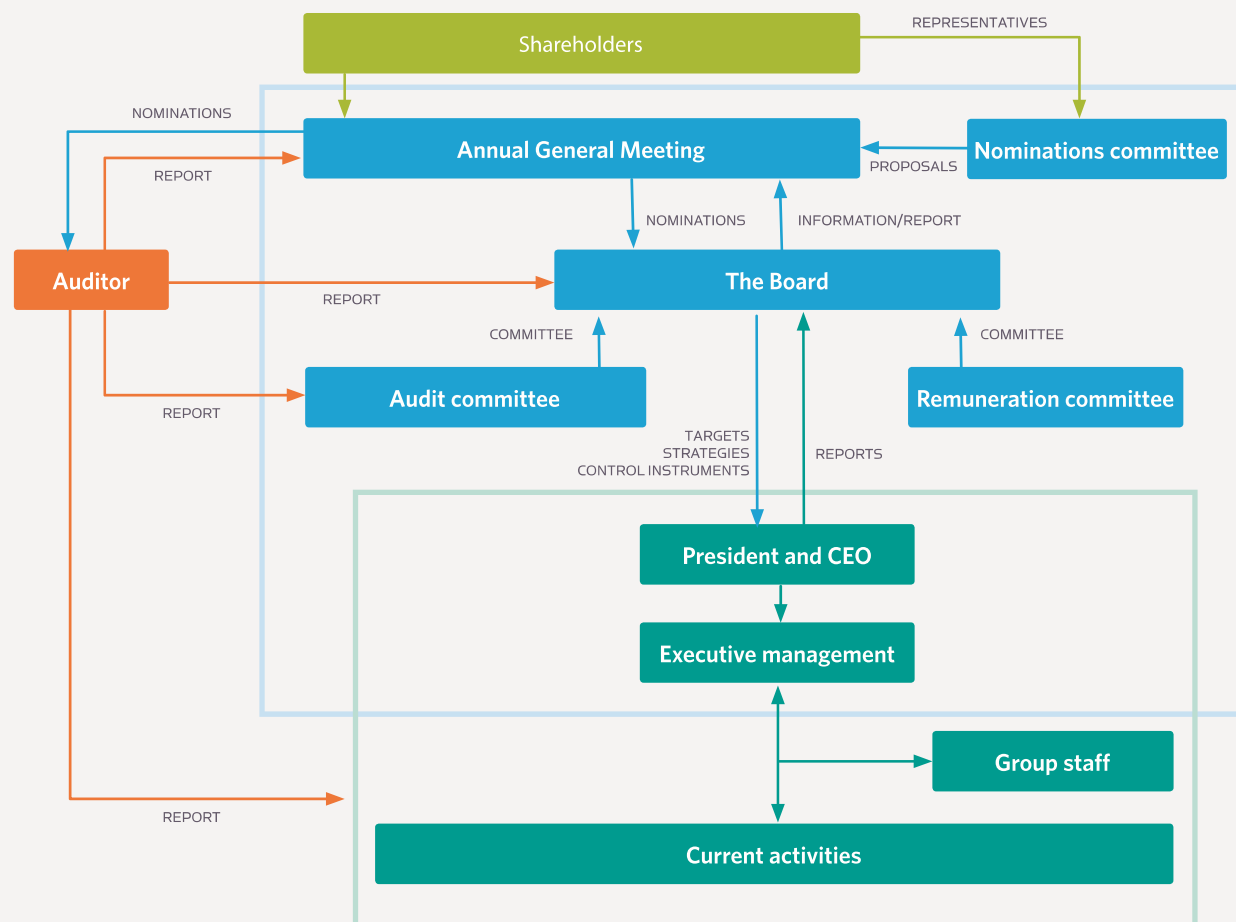 REPRESENTATIVES
Shareholders
NOMINATIONS
Annual General Meeting
Nominations committee
PROPOSALS
REPORT
NOMINATIONS
INFORMATION/REPORT
Auditor
The Board
REPORT
COMMITTEE
COMMITTEE
Audit committee
Remuneration committee
REPORT
TARGETS
STRATEGIES
CONTROL INSTRUMENTS
REPORTS
President and CEO
Executive management
Group staff
REPORT
Current activities